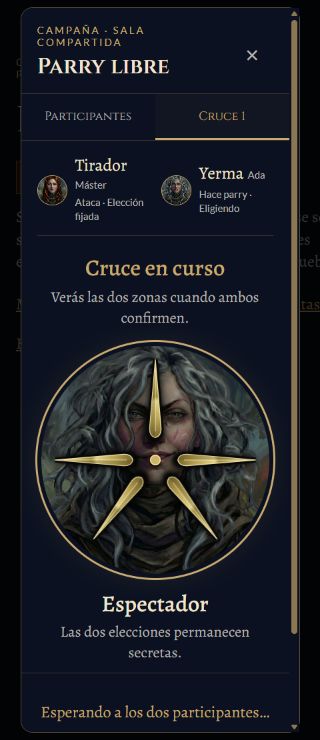 CAMPAÑA · SALA
COMPARTIDA
PARRY LIBRE
×
PARTICIPANTES
CRUCE 1
Tirador
Máster
Ataca · Elección
fijada
Yerma Ada
Hace parry ·
Eligiendo
Cruce en curso
Verás las dos zonas cuando ambos
confirmen.
Espectador
Las dos elecciones permanecen
secretas.
Esperando a los dos participantes…